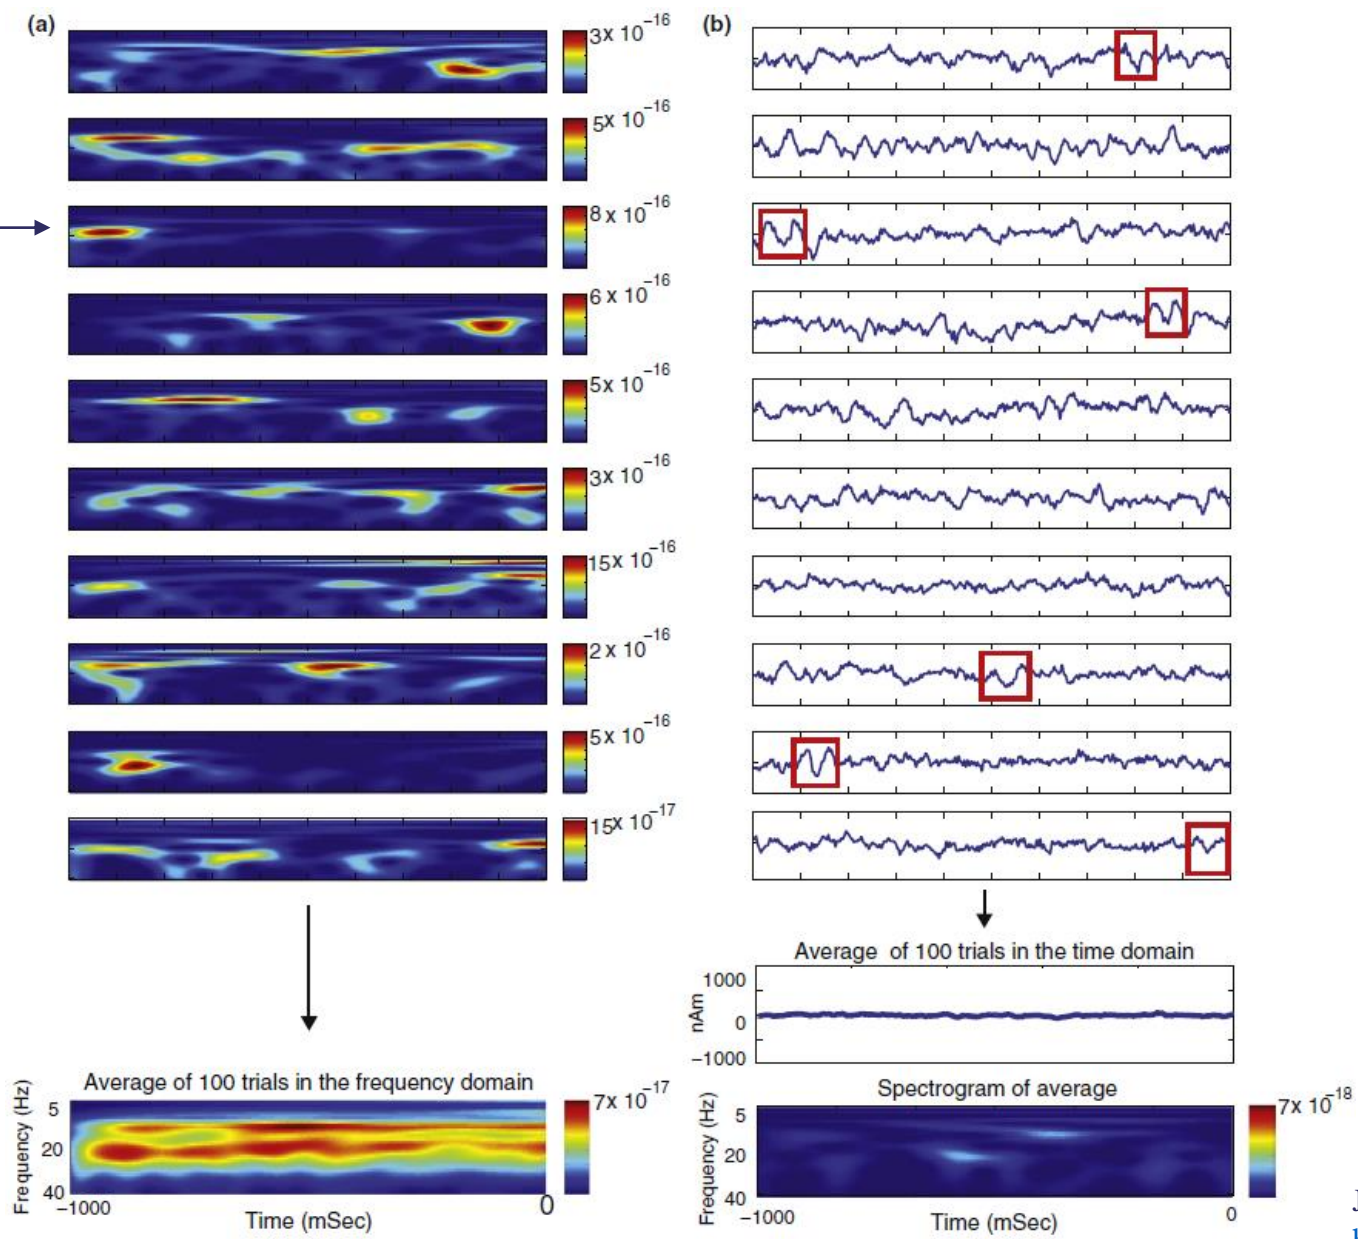 (a)
3x 10−16
5x 10−16
8x 10−16
6x 10−16
5x 10−16
3x 10−16
15x 10−16
2x 10−16
5x 10−16
15x 10−17
Average of 100 trials in the frequency domain
7x 10−17
Frequency (Hz)
5
20
40
−1000
0
Time (mSec)
(b)
Average of 100 trials in the time domain
nAm
1000
0
−1000
Spectrogram of average
7x 10−18
Frequency (Hz)
5
20
40
−1000
0
Time (mSec)